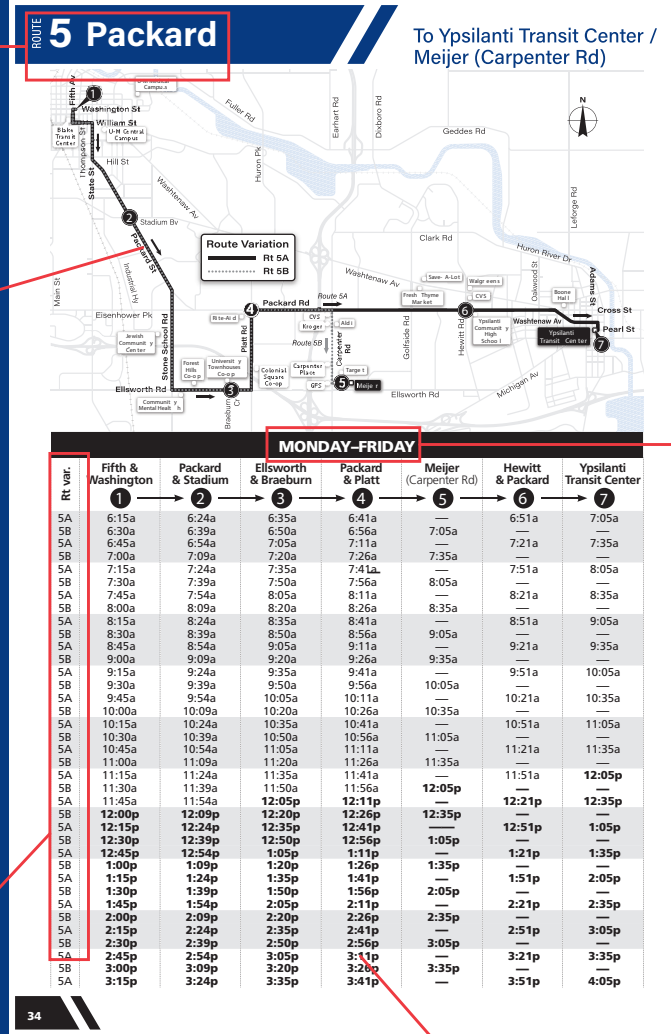 ROUTE 5 Packard
To Ypsilanti Transit Center /
Meijer (Carpenter Rd)
Fifth Av
1
Washington St
William St
Blake
Transit
Center
U-M Central
Campus
Thompson St
State St
Hill St
Fuller Rd
Huron Pk
Earhart Rd
Dixboro Rd
Geddes Rd
N
Washtenaw Av
2
Stadium Bv
Packard St
Industrial Hy
Main St
Route Variation
Rt 5A
Rt 5B
Clark Rd
Leforge Rd
Huron River Dr
Washtenaw Av
Save- A-Lot
Walgreens
CVS
Fresh Thyme
Market
Oakwood St
Boone
Hall
Adams St
Eisenhower Pk
Rite-Aid
4
Packard Rd
Route 5A
CVS
Kroger
Aldi
6
Cross St
Washtenaw Av
Pearl St
Ypsilanti
Transit Center
7
Ypsilanti
Community
High
School
Hewitt Rd
Golfside Rd
Jewish
Community
Center
Stone School Rd
Platt Rd
Route 5B
Carpenter
Rd
Forest
Hills
Co-op
University
Townhouses
Co-op
Colonial
Square
Co-op
Carpenter
Place
GFS
Target
5
Meijer
Ellsworth Rd
3
Braeburn
Cr
Community
Mental Health
Ellsworth Rd
Michigan Av
MONDAY–FRIDAY
Rt var. Fifth & Washington Packard & Stadium Ellsworth & Braeburn Packard & Platt Meijer (Carpenter Rd) Hewitt & Packard Ypsilanti Transit Center
1 2 3 4 5 6 7
5A 6:15a 6:24a 6:35a 6:41a — 6:51a 7:05a
5B 6:30a 6:39a 6:50a 6:56a 7:05a — —
5A 6:45a 6:54a 7:05a 7:11a — 7:21a 7:35a
5B 7:00a 7:09a 7:20a 7:26a 7:35a — —
5A 7:15a 7:24a 7:35a 7:41a — 7:51a 8:05a
5B 7:30a 7:39a 7:50a 7:56a 8:05a — —
5A 7:45a 7:54a 8:05a 8:11a — 8:21a 8:35a
5B 8:00a 8:09a 8:20a 8:26a 8:35a — —
5A 8:15a 8:24a 8:35a 8:41a — 8:51a 9:05a
5B 8:30a 8:39a 8:50a 8:56a 9:05a — —
5A 8:45a 8:54a 9:05a 9:11a — 9:21a 9:35a
5B 9:00a 9:09a 9:20a 9:26a 9:35a — —
5A 9:15a 9:24a 9:35a 9:41a — 9:51a 10:05a
5B 9:30a 9:39a 9:50a 9:56a 10:05a — —
5A 9:45a 9:54a 10:05a 10:11a — 10:21a 10:35a
5B 10:00a 10:09a 10:20a 10:26a 10:35a — —
5A 10:15a 10:24a 10:35a 10:41a — 10:51a 11:05a
5B 10:30a 10:39a 10:50a 10:56a 11:05a — —
5A 10:45a 10:54a 11:05a 11:11a — 11:21a 11:35a
5B 11:00a 11:09a 11:20a 11:26a 11:35a — —
5A 11:15a 11:24a 11:35a 11:41a — 11:51a 12:05p
5B 11:30a 11:39a 11:50a 11:56a 12:05p — —
5A 11:45a 11:54a 12:05p 12:11p — 12:21p 12:35p
5B 12:00p 12:09p 12:20p 12:26p 12:35p — —
5A 12:15p 12:24p 12:35p 12:41p — 12:51p 1:05p
5B 12:30p 12:39p 12:50p 12:56p 1:05p — —
5A 12:45p 12:54p 1:05p 1:11p — 1:21p 1:35p
5B 1:00p 1:09p 1:20p 1:26p 1:35p — —
5A 1:15p 1:24p 1:35p 1:41p — 1:51p 2:05p
5B 1:30p 1:39p 1:50p 1:56p 2:05p — —
5A 1:45p 1:54p 2:05p 2:11p — 2:21p 2:35p
5B 2:00p 2:09p 2:20p 2:26p 2:35p — —
5A 2:15p 2:24p 2:35p 2:41p — 2:51p 3:05p
5B 2:30p 2:39p 2:50p 2:56p 3:05p — —
5A 2:45p 2:54p 3:05p 3:11p — 3:21p 3:35p
5B 3:00p 3:09p 3:20p 3:26p 3:35p — —
5A 3:15p 3:24p 3:35p 3:41p — 3:51p 4:05p
34